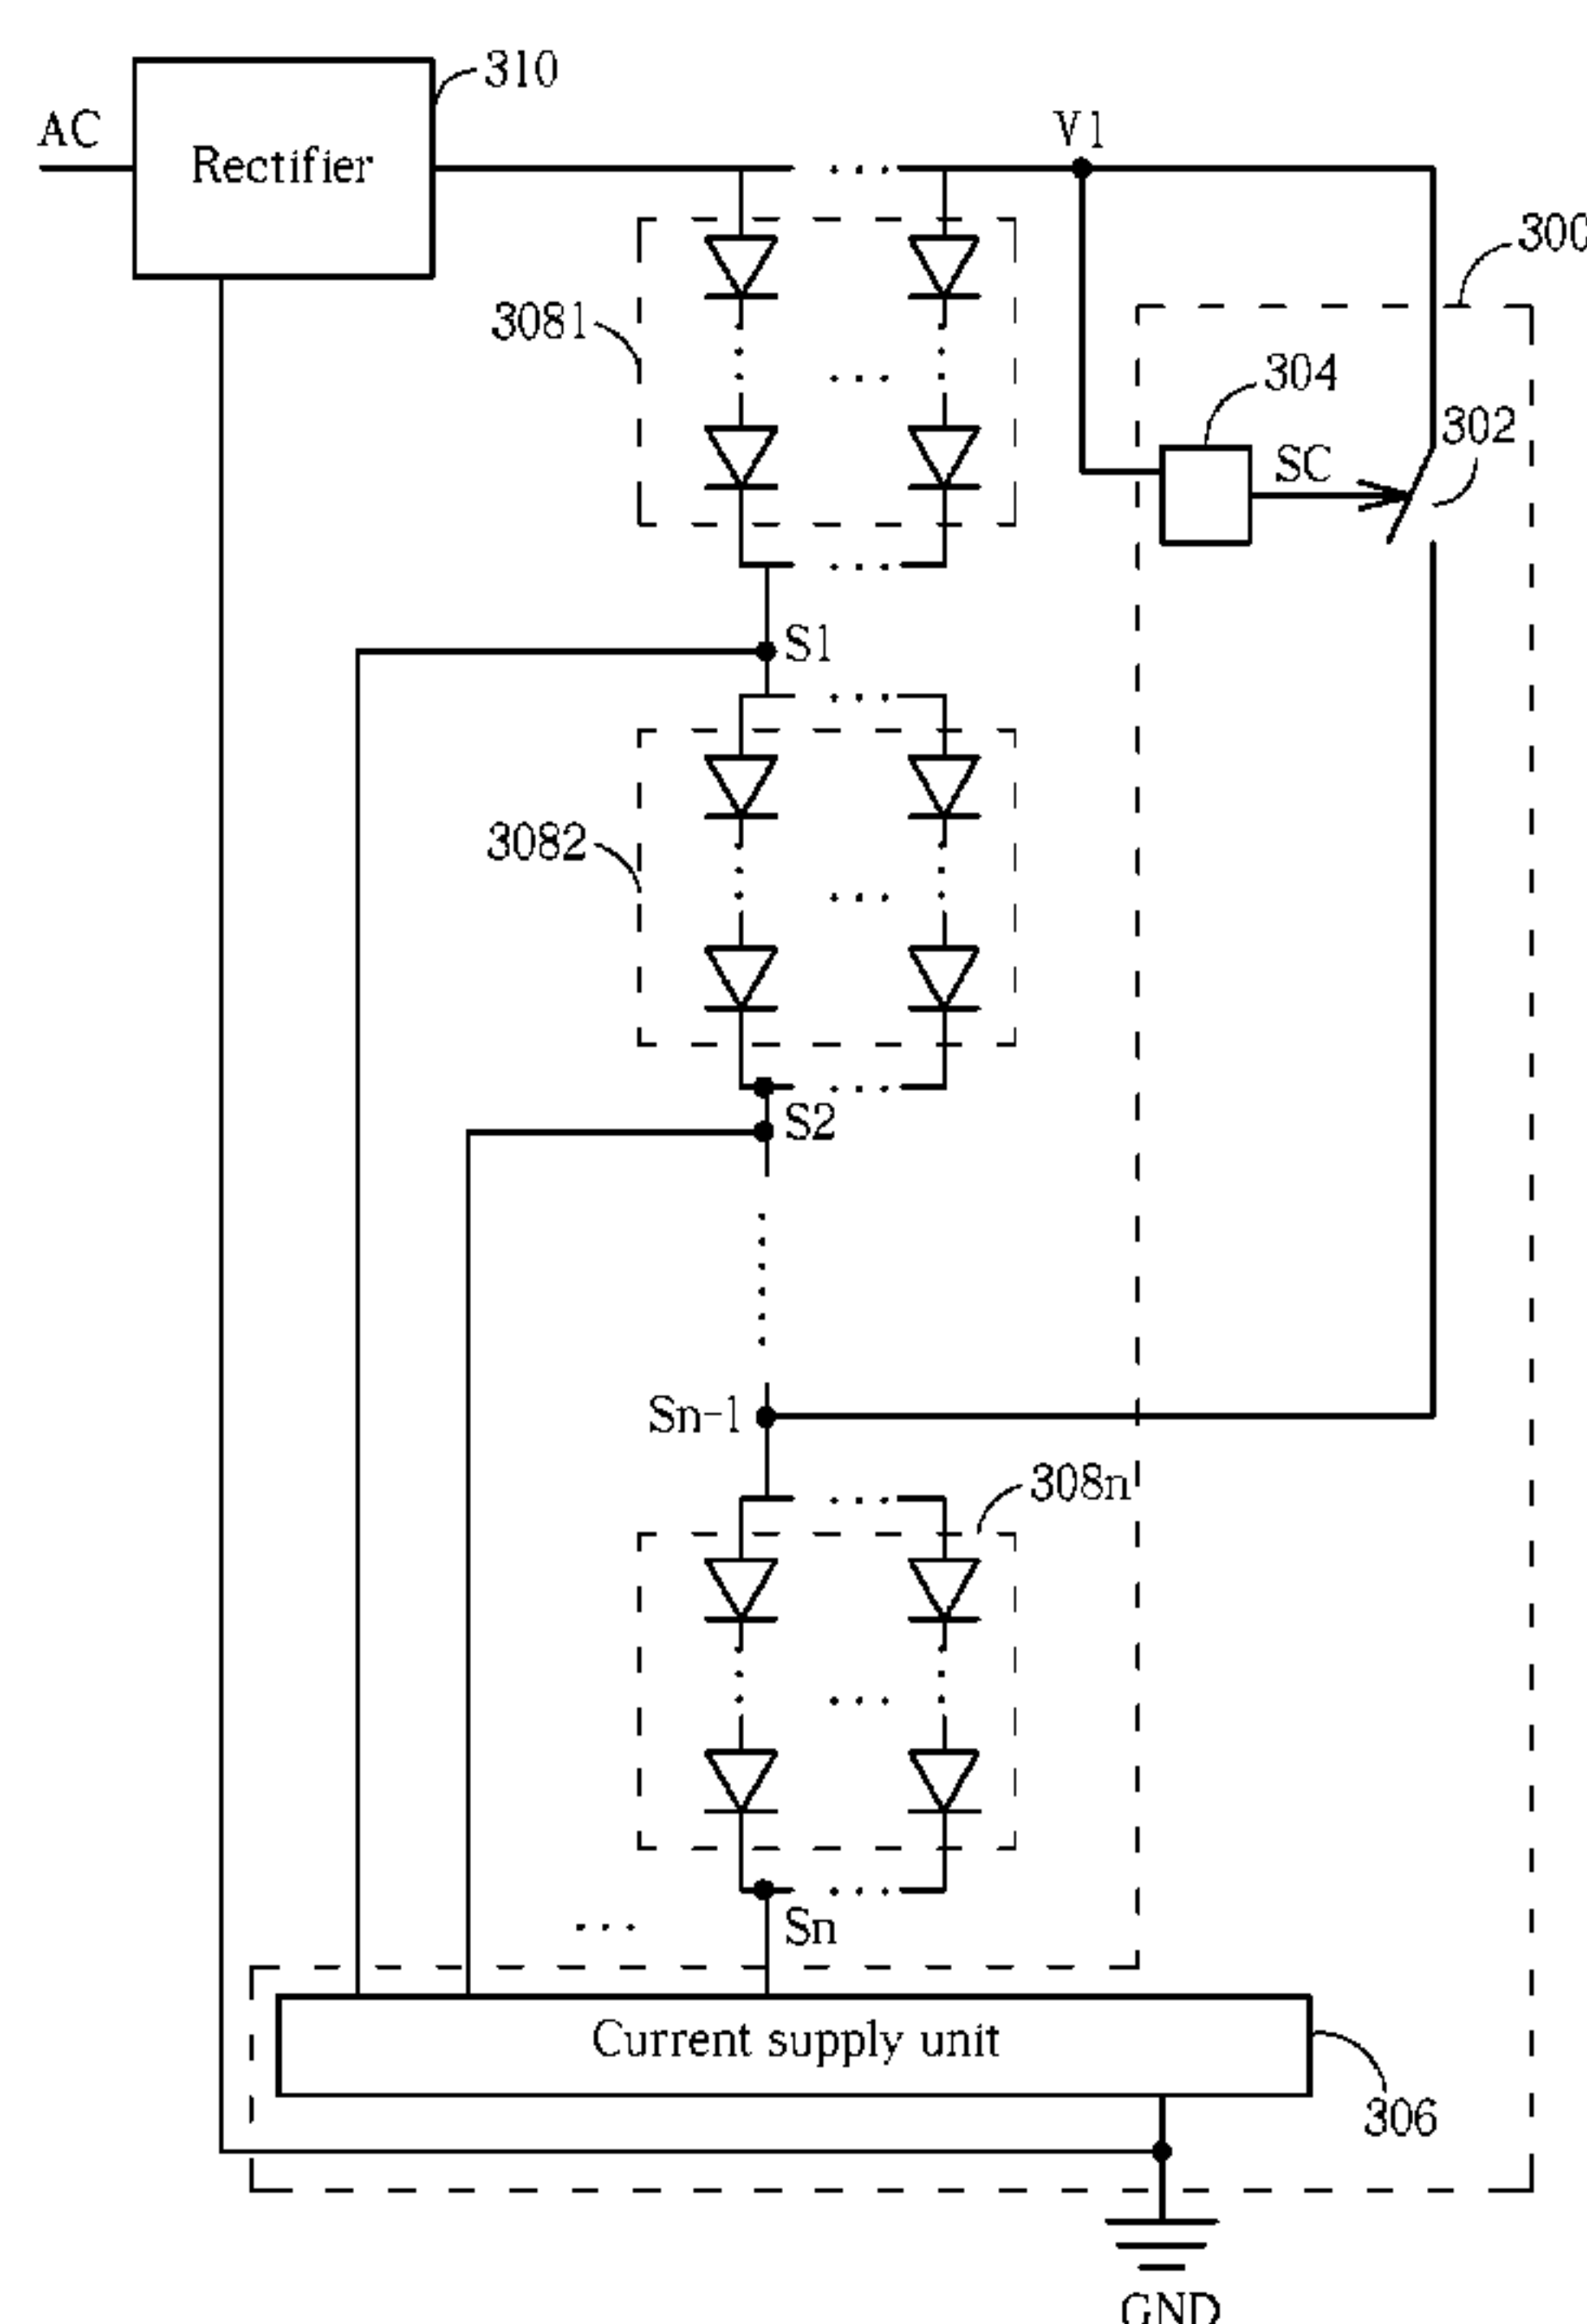 310
AC
Rectifier
V1
300
3081
304
302
SC
S1
3082
S2
Sn-1
308n
Sn
Current supply unit
306
GND